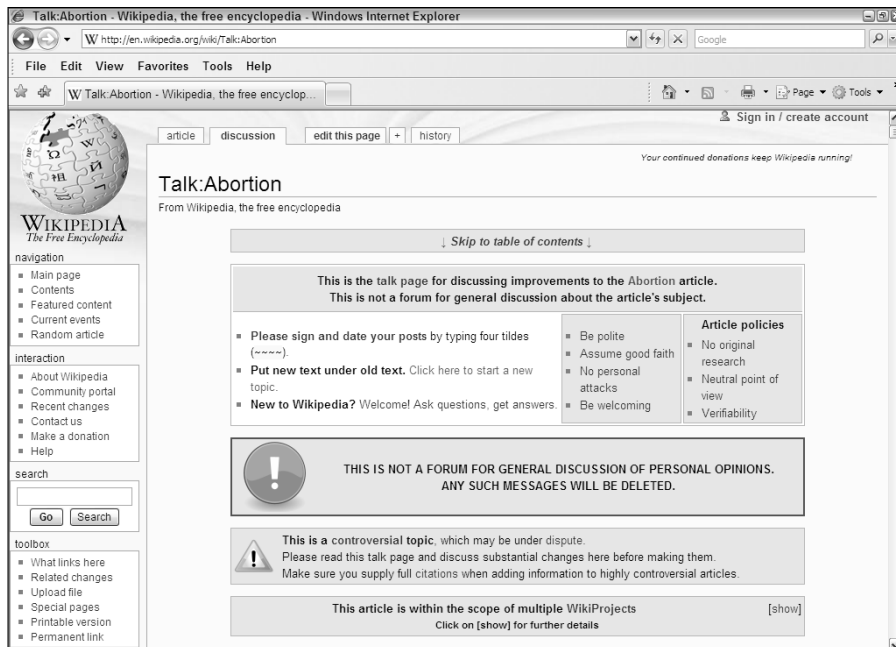 Talk:Abortion - Wikipedia, the free encyclopedia - Windows Internet Explorer
W http://en.wikipedia.org/wiki/Talk:Abortion
Google
File Edit View Favorites Tools Help
W Talk:Abortion - Wikipedia, the free encyclop...
Page Tools
Sign in / create account
article discussion edit this page + history
Your continued donations keep Wikipedia running!
Talk:Abortion
From Wikipedia, the free encyclopedia
WIKIPEDIA
The Free Encyclopedia
navigation
Main page
Contents
Featured content
Current events
Random article
interaction
About Wikipedia
Community portal
Recent changes
Contact us
Make a donation
Help
search
Go Search
toolbox
What links here
Related changes
Upload file
Special pages
Printable version
Permanent link
↓ Skip to table of contents ↓
This is the talk page for discussing improvements to the Abortion article.
This is not a forum for general discussion about the article's subject.
Please sign and date your posts by typing four tildes
(~~~~).
Put new text under old text. Click here to start a new
topic.
New to Wikipedia? Welcome! Ask questions, get answers.
Be polite
Assume good faith
No personal
attacks
Be welcoming
Article policies
No original
research
Neutral point of
view
Verifiability
THIS IS NOT A FORUM FOR GENERAL DISCUSSION OF PERSONAL OPINIONS.
ANY SUCH MESSAGES WILL BE DELETED.
This is a controversial topic, which may be under dispute.
Please read this talk page and discuss substantial changes here before making them.
Make sure you supply full citations when adding information to highly controversial articles.
This article is within the scope of multiple WikiProjects [show]
Click on [show] for further details